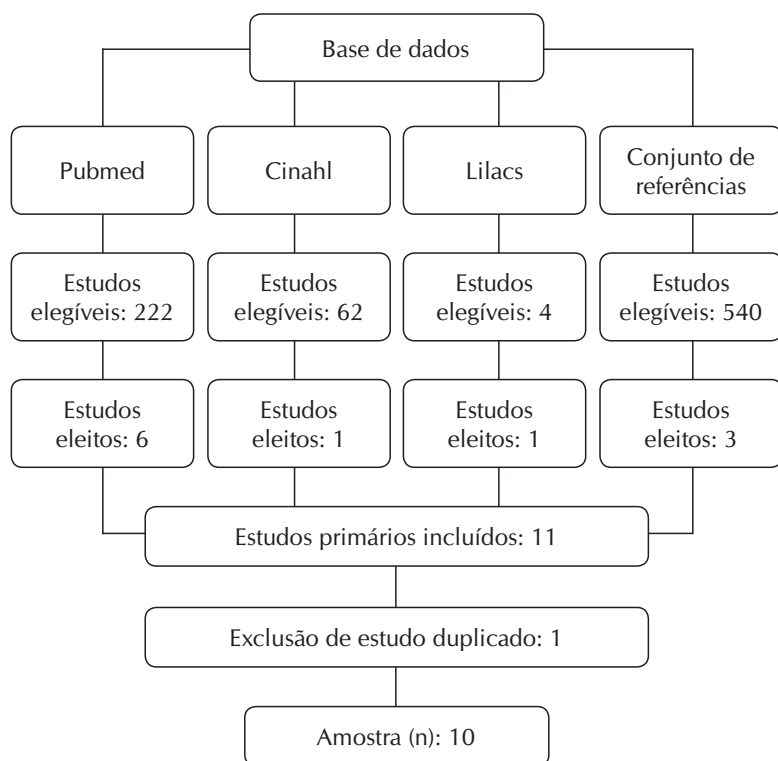 Base de dados
Pubmed
Cinahl
Lilacs
Conjunto de
referências
Estudos
elegíveis: 222
Estudos
elegíveis: 62
Estudos
elegíveis: 4
Estudos
elegíveis: 540
Estudos
eleitos: 6
Estudos
eleitos: 1
Estudos
eleitos: 1
Estudos
eleitos: 3
Estudos primários incluídos: 11
Exclusão de estudo duplicado: 1
Amostra (n): 10